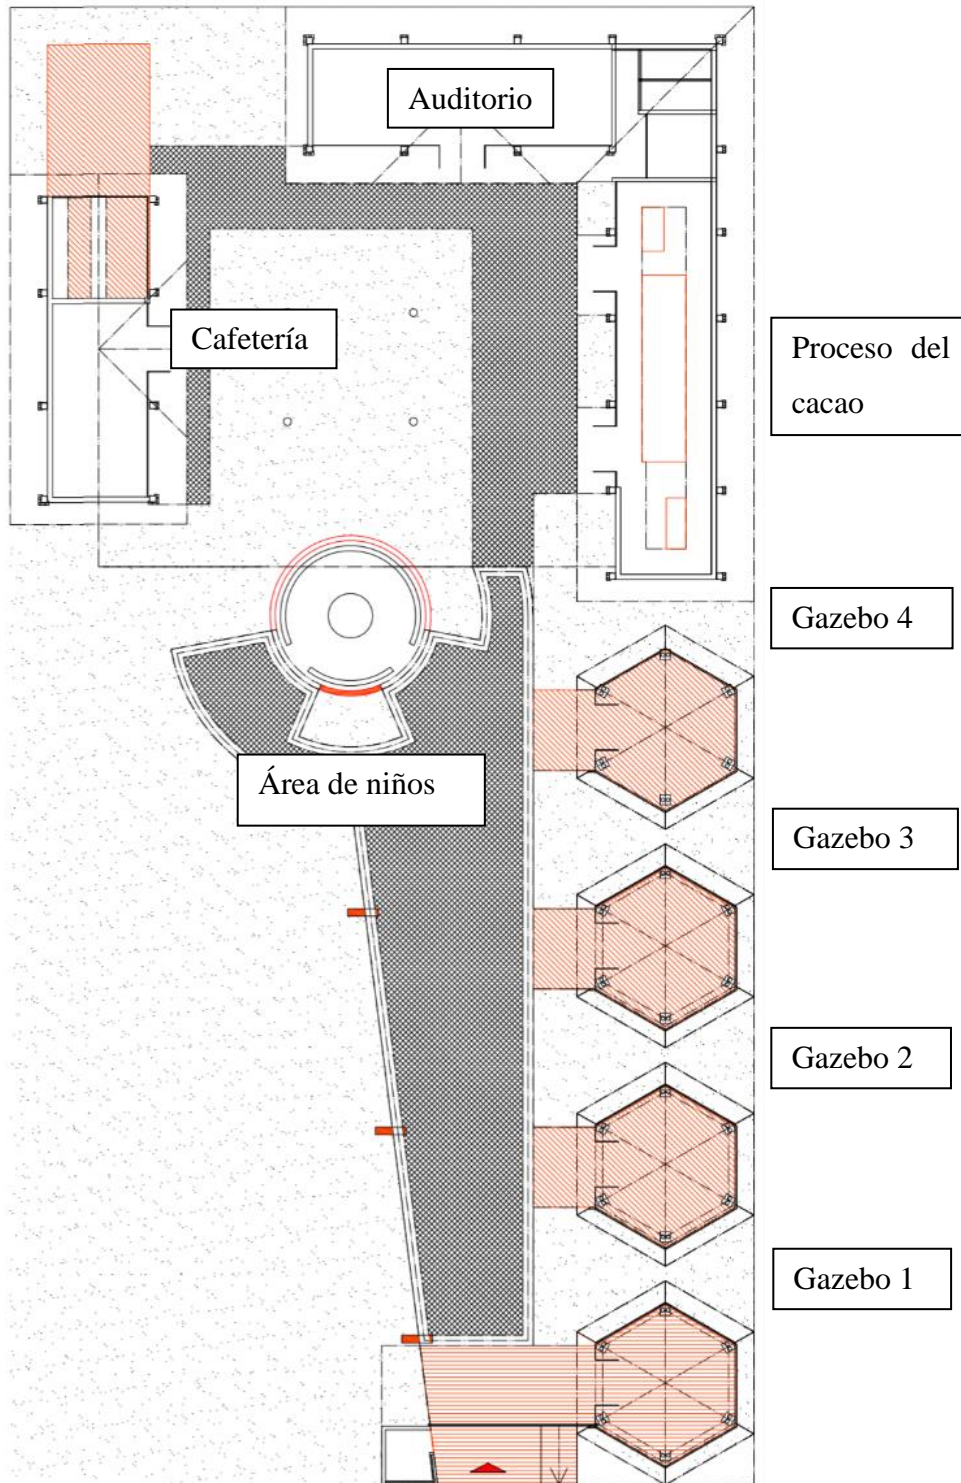 Auditorio
Cafetería
Proceso del
cacao
Gazebo 4
Área de niños
Gazebo 3
Gazebo 2
Gazebo 1